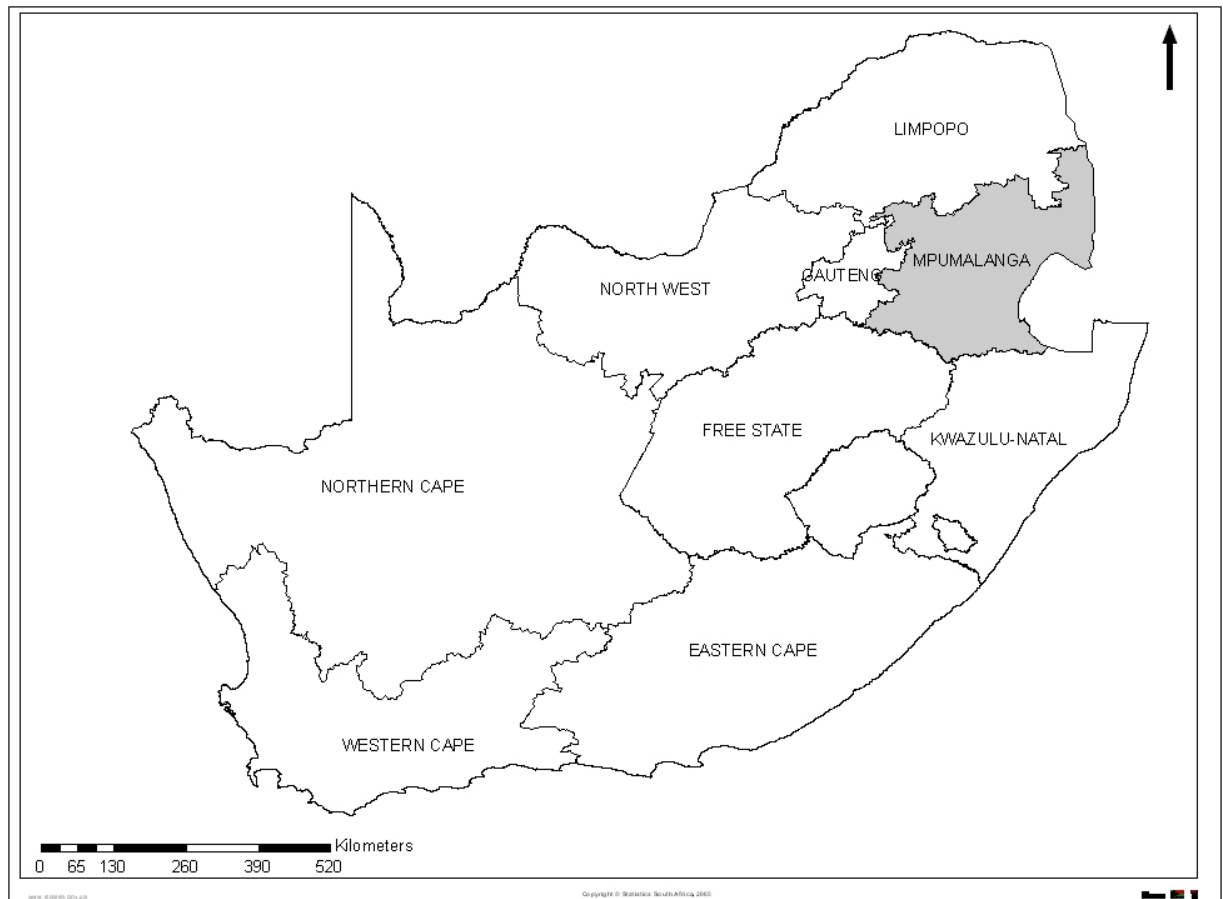 LIMPOPO
MPUMALANGA
GAUTENG
NORTH WEST
FREE STATE
KWAZULU-NATAL
NORTHERN CAPE
EASTERN CAPE
WESTERN CAPE
Kilometers
0 65 130 260 390 520
Copyright © Statistics South Africa, 2005